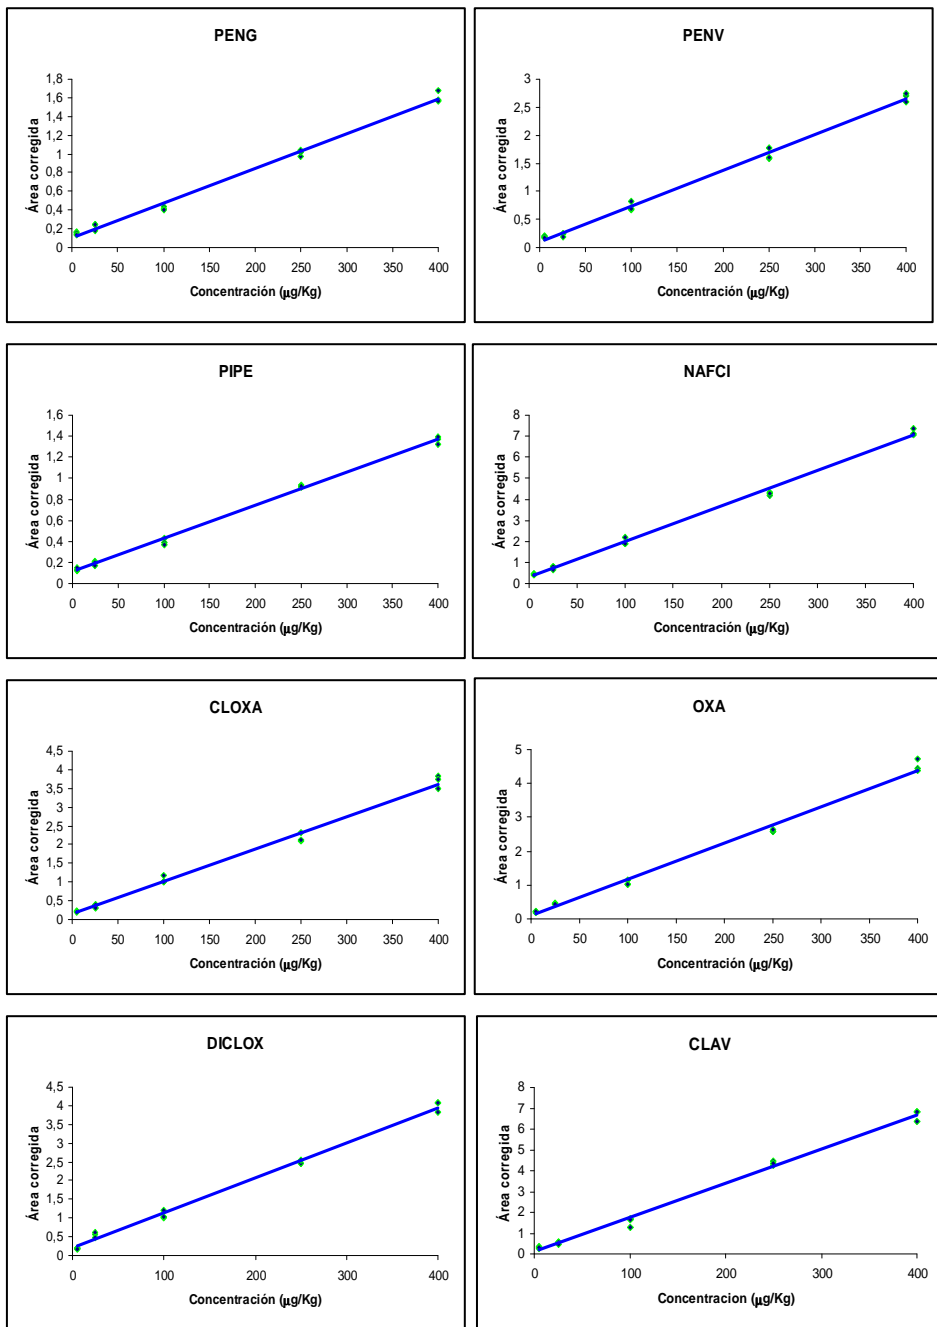 PENG
Área corregida
1,8
1,6
1,4
1,2
1
0,8
0,6
0,4
0,2
0
0 50 100 150 200 250 300 350 400
Concentración (µg/Kg)
PENV
Área corregida
3
2,5
2
1,5
1
0,5
0
0 50 100 150 200 250 300 350 400
Concentración (µg/Kg)
PIPE
Área corregida
1,6
1,4
1,2
1
0,8
0,6
0,4
0,2
0
0 50 100 150 200 250 300 350 400
Concentración (µg/Kg)
NAFCI
Área corregida
8
7
6
5
4
3
2
1
0
0 50 100 150 200 250 300 350 400
Concentración (µg/Kg)
CLOXA
Área corregida
4,5
4
3,5
3
2,5
2
1,5
1
0,5
0
0 50 100 150 200 250 300 350 400
Concentración (µg/Kg)
OXA
Área corregida
5
4
3
2
1
0
0 50 100 150 200 250 300 350 400
Concentración (µg/Kg)
DICLOX
Área corregida
4,5
4
3,5
3
2,5
2
1,5
1
0,5
0
0 100 200 300 400
Concentración (µg/Kg)
CLAV
Área corregida
8
7
6
5
4
3
2
1
0
0 100 200 300 400
Concentracion (µg/Kg)